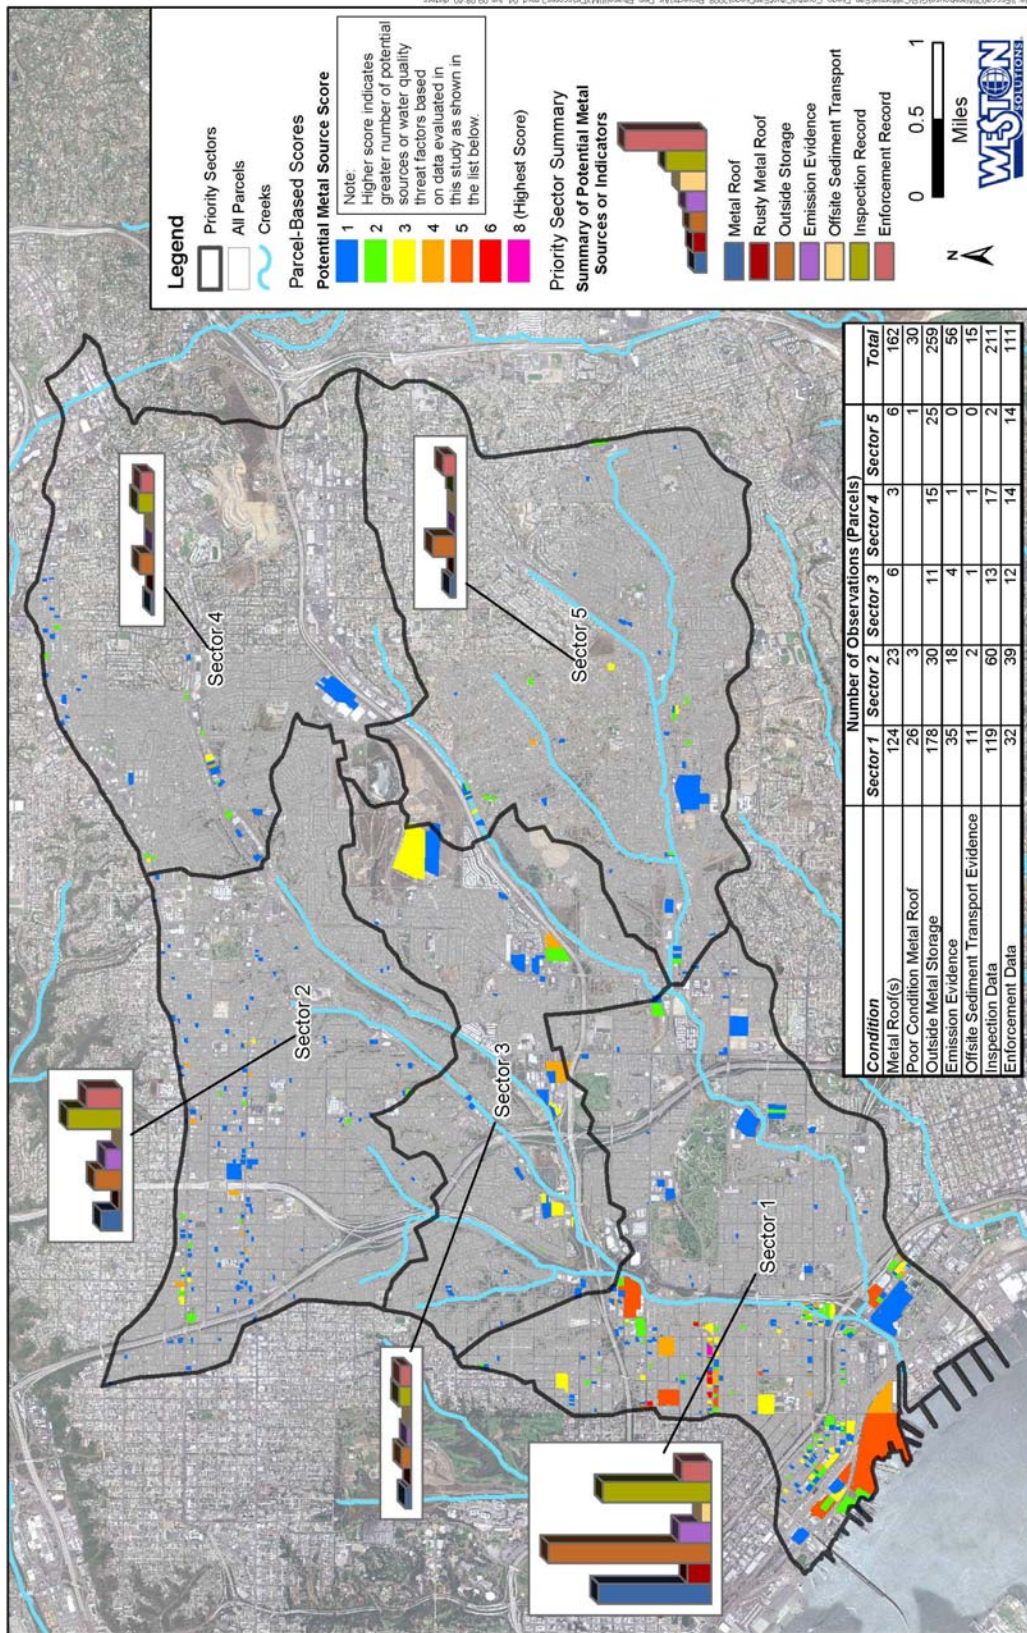 Legend
Priority Sectors
All Parcels
Creeks
Parcel-Based Scores
Potential Metal Source Score
1
2
3
4
5
6
8 (Highest Score)
Note:
Higher score indicates
greater number of potential
sources or water quality
threat factors based
on data evaluated in
this study as shown in
the list below.
Priority Sector Summary
Summary of Potential Metal
Sources or Indicators
Metal Roof
Rusty Metal Roof
Outside Storage
Emission Evidence
Offsite Sediment Transport
Inspection Record
Enforcement Record
N
0 0.5 1
Miles
WESTON
SOLUTIONS
Sector 4
Sector 5
Sector 2
Sector 3
Sector 1
Number of Observations (Parcels)
Condition Sector 1 Sector 2 Sector 3 Sector 4 Sector 5 Total
Metal Roof(s) 124 23 6 3 6 162
Poor Condition Metal Roof 26 3 1 30
Outside Metal Storage 178 30 11 15 25 259
Emission Evidence 35 18 4 1 0 56
Offsite Sediment Transport Evidence 11 2 1 1 0 15
Inspection Data 119 60 13 17 2 211
Enforcement Data 32 39 12 14 14 111